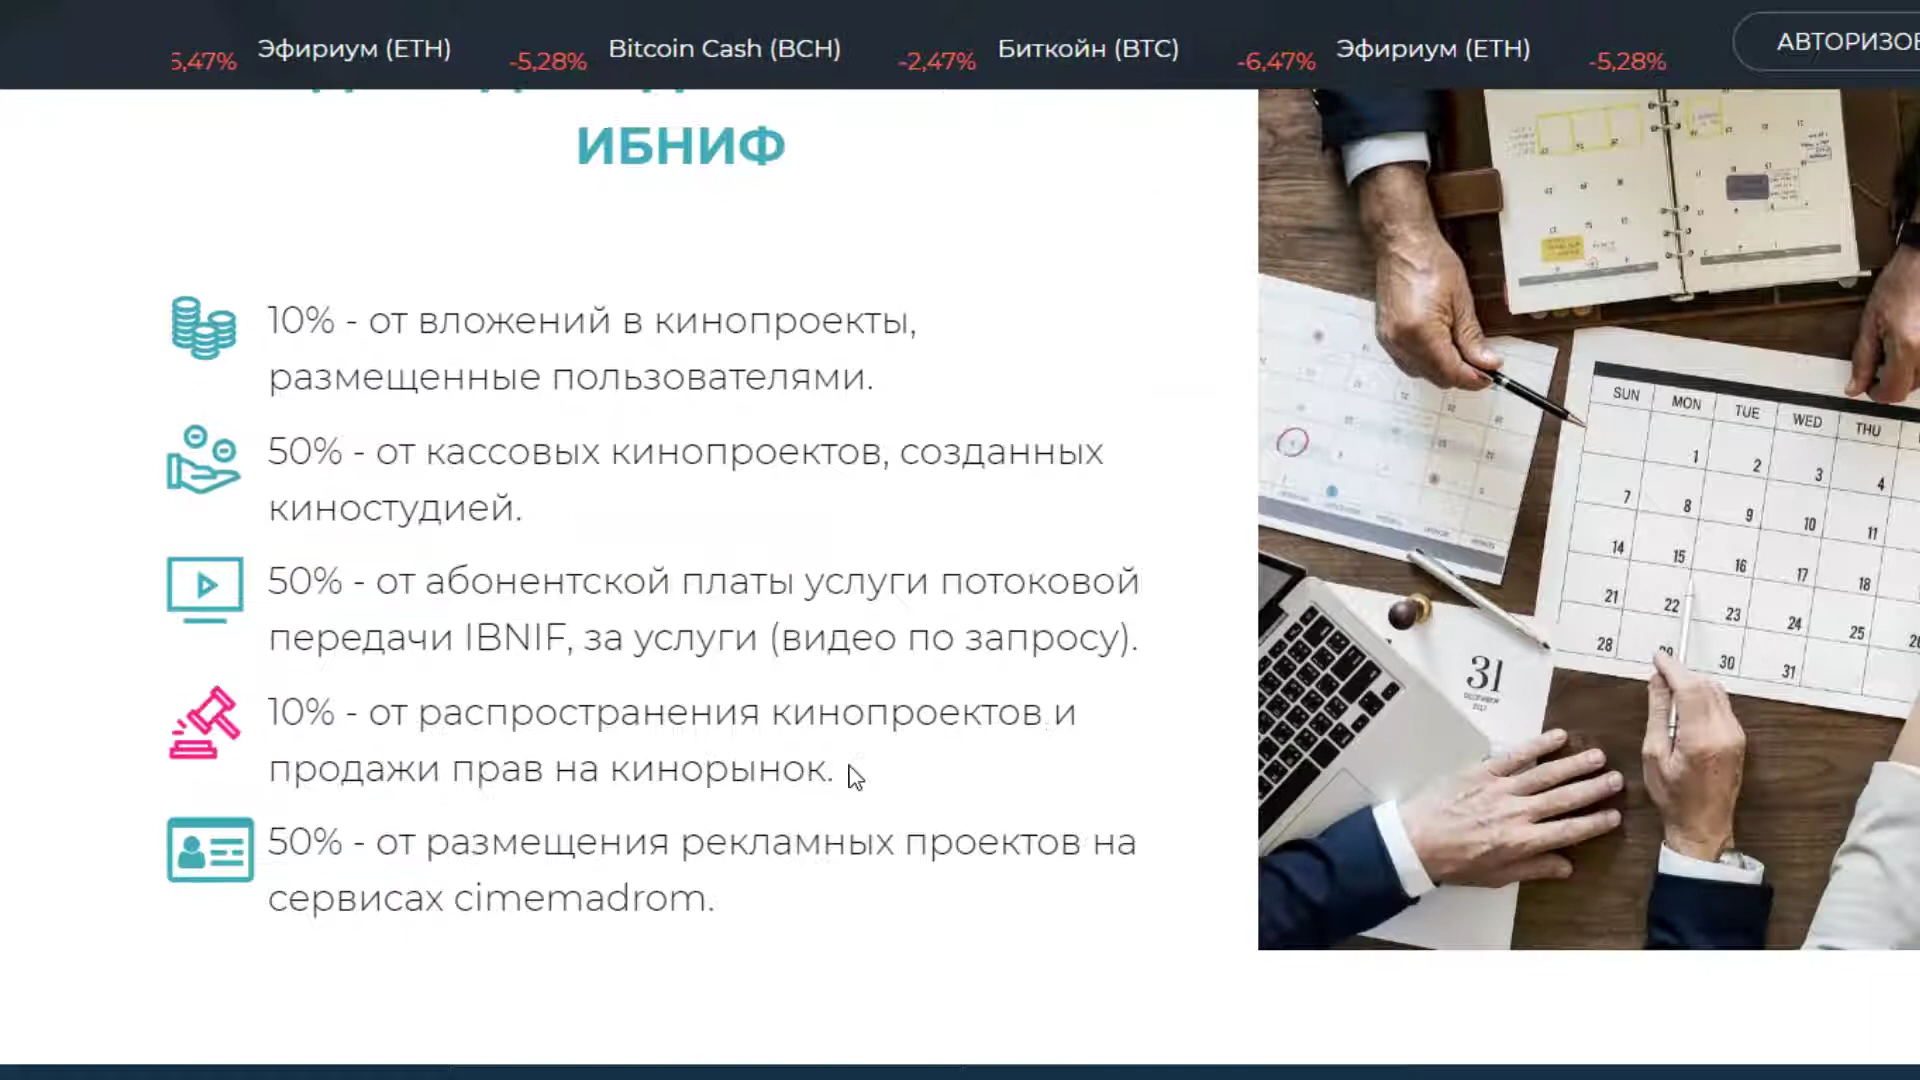 5,47% Эфириум (ETH) -5,28% Bitcoin Cash (BCH) -2,47% Биткойн (BTC) -6,47% Эфириум (ETH) -5,28%
ИБНИФ
10% - от вложений в кинопроекты,
размещенные пользователями.
50% - от кассовых кинопроектов, созданных
киностудией.
50% - от абонентской платы услуги потоковой
передачи IBNIF, за услуги (видео по запросу).
10% - от распространения кинопроектов и
продажи прав на кинорынок.
50% - от размещения рекламных проектов на
сервисах cimemadrom.
SUN MON TUE WED THU
1 2 3 4
7 8 9 10 11
14 15 16 17 18
21 22 23 24 25
28 29 30 31
31